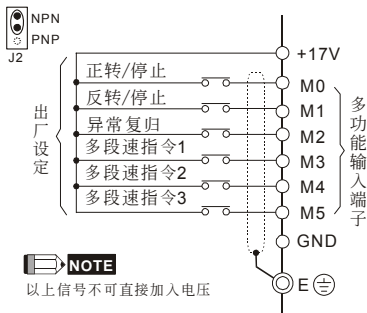 NPN
PNP
J2
+17V
正转/停止
M0
反转/停止
M1
异常复归
M2
多段速指令1
M3
多段速指令2
M4
多段速指令3
M5
出厂设定
多功能输入端子
GND
NOTE
E
以上信号不可直接加入电压